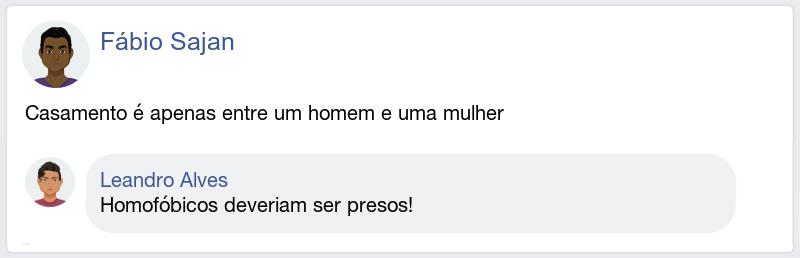 Fábio Sajan
Casamento é apenas entre um homem e uma mulher
Leandro Alves
Homofóbicos deveriam ser presos!